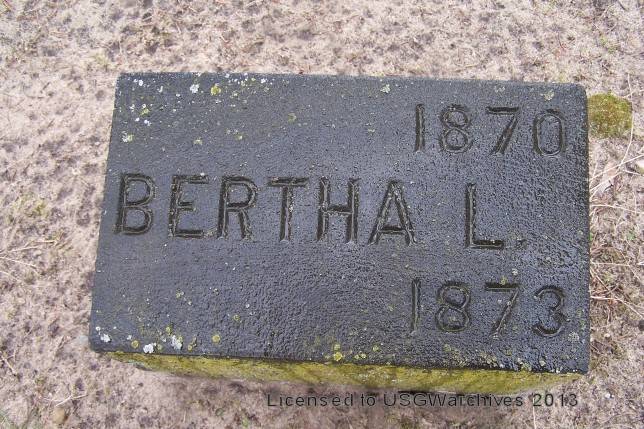 1870
BERTHA L.
1873
Licensed to USGWarchives 2013